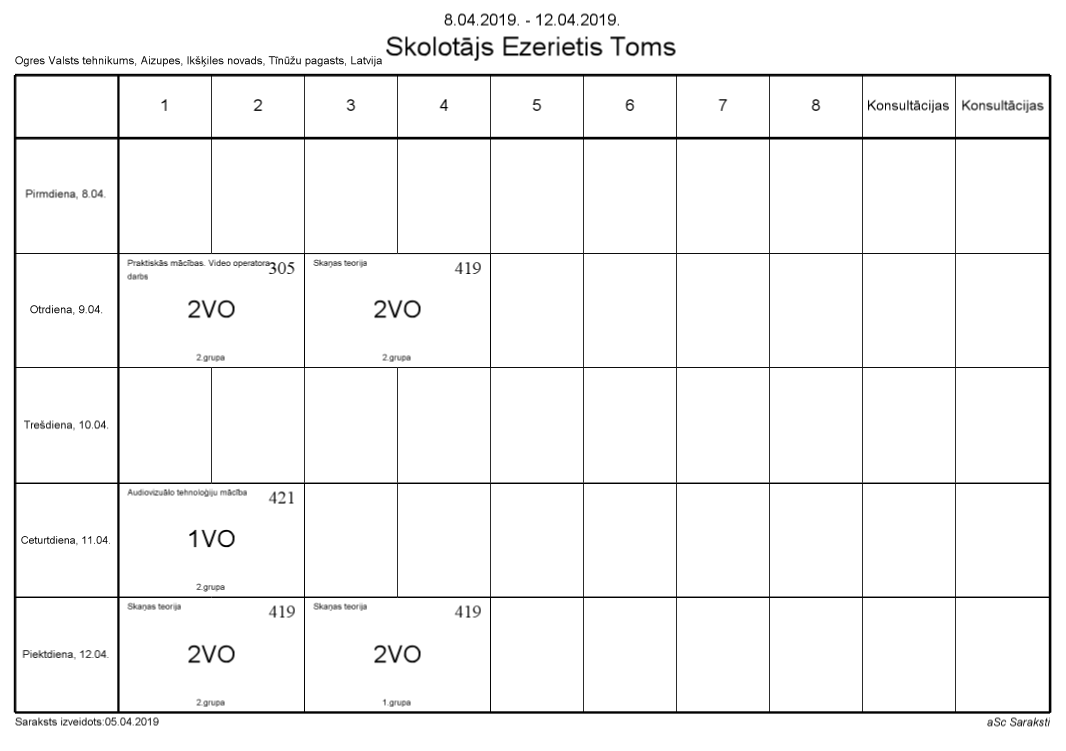 8.04.2019. - 12.04.2019.
Skolotājs Ezerietis Toms
Ogres Valsts tehnikums, Aizupes, Ikšķiles novads, Tīnūžu pagasts, Latvija
1 2 3 4 5 6 7 8 Konsultācijas Konsultācijas
Pirmdiena, 8.04.
Praktiskās mācības. Video operatora 305 Skaņas teorija 419
darbs
Otrdiena, 9.04. 2VO 2VO
2.grupa 2.grupa
Trešdiena, 10.04.
Audiovizuālo tehnoloģiju mācība 421
Ceturtdiena, 11.04. 1VO
2.grupa
Skaņas teorija 419 Skaņas teorija 419
Piektdiena, 12.04. 2VO 2VO
2.grupa 1.grupa
Saraksts izveidots:05.04.2019 aSc Saraksti